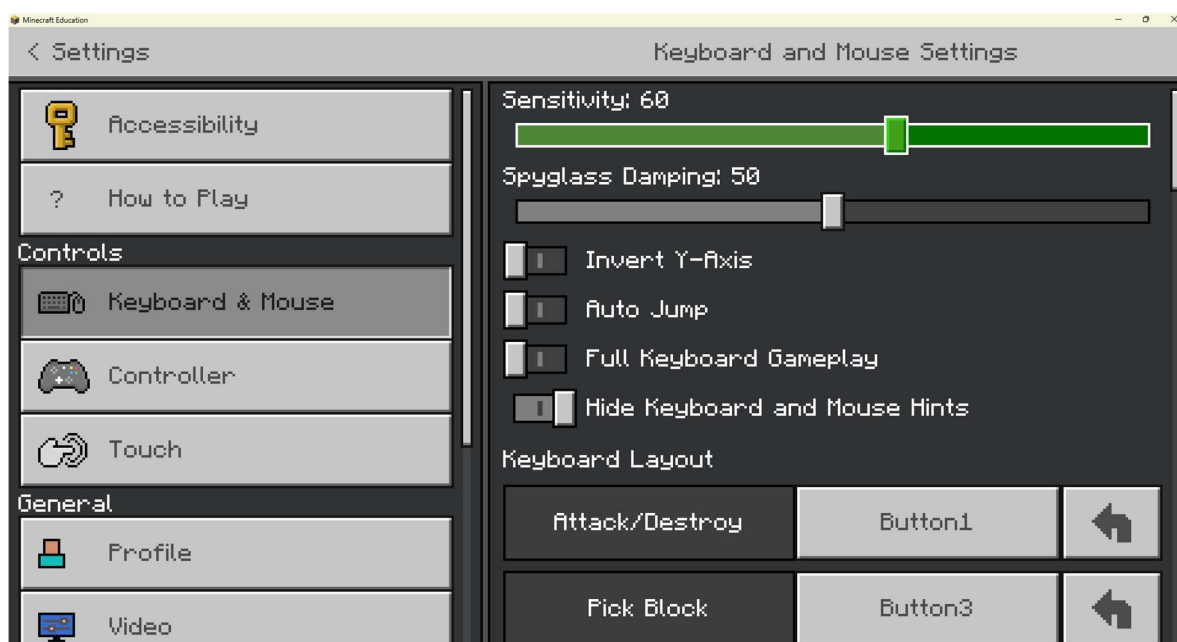 Minecraft Education
< Settings
Keyboard and Mouse Settings
Accessibility
? How to Play
Controls
Keyboard & Mouse
Controller
Touch
General
Profile
Video
Sensitivity: 60
Spyglass Damping: 50
Invert Y-Axis
Auto Jump
Full Keyboard Gameplay
Hide Keyboard and Mouse Hints
Keyboard Layout
Attack/Destroy Button1
Pick Block Button3